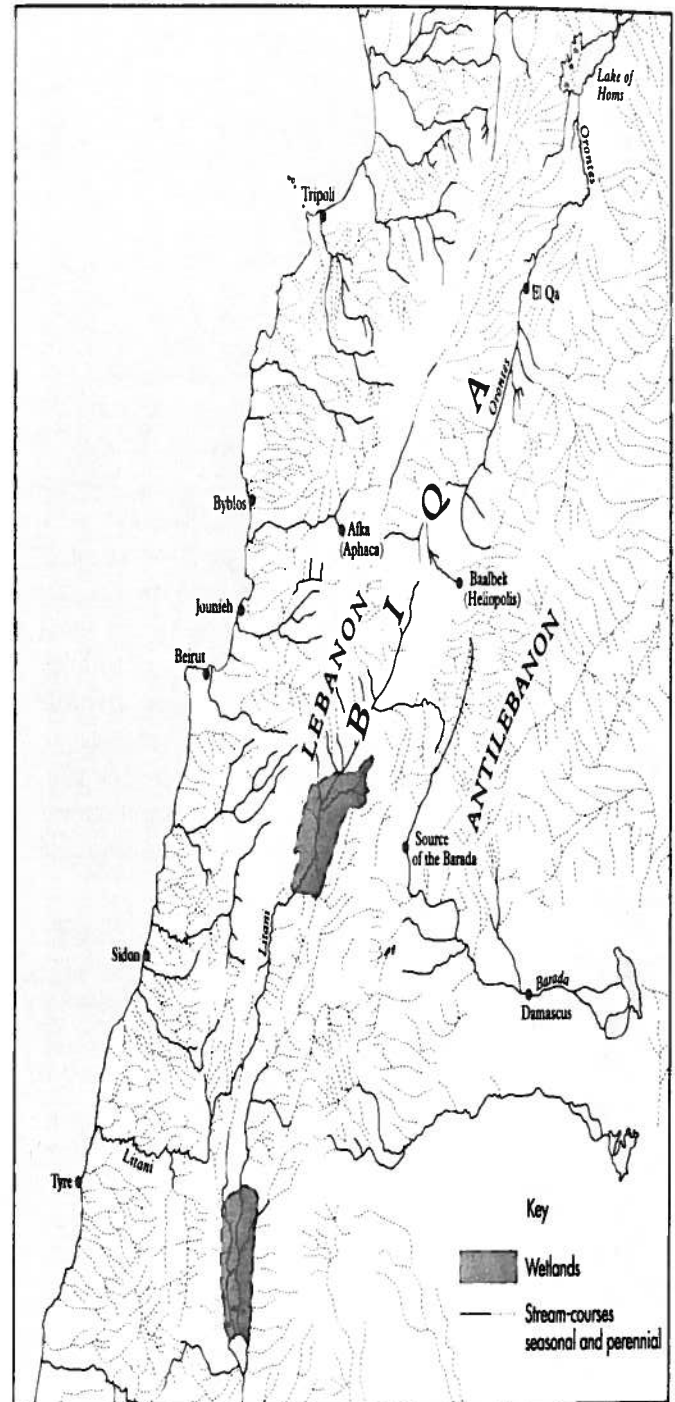 Lake of
Homs
Orontes
Tripoli
El Qa
Orontes
BIQA
Byblos
Afka
(Aphaca)
Baalbek
(Heliopolis)
Jounieh
Beirut
LEBANON
ANTILEBANON
Source
of the Barada
Litani
Sidon
Barada
Damascus
Litani
Tyre
Key
Wetlands
Stream-courses
seasonal and perennial